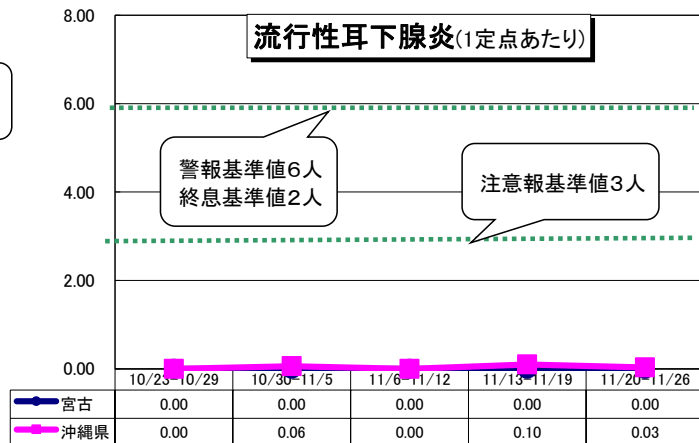 8.00
流行性耳下腺炎(1定点あたり)
6.00
警報基準値6人
終息基準値2人
4.00
注意報基準値3人
2.00
0.00
10/23-10/29 10/30-11/5 11/6-11/12 11/13-11/19 11/20-11/26
宮古 0.00 0.00 0.00 0.00 0.00
沖縄県 0.00 0.06 0.00 0.10 0.03